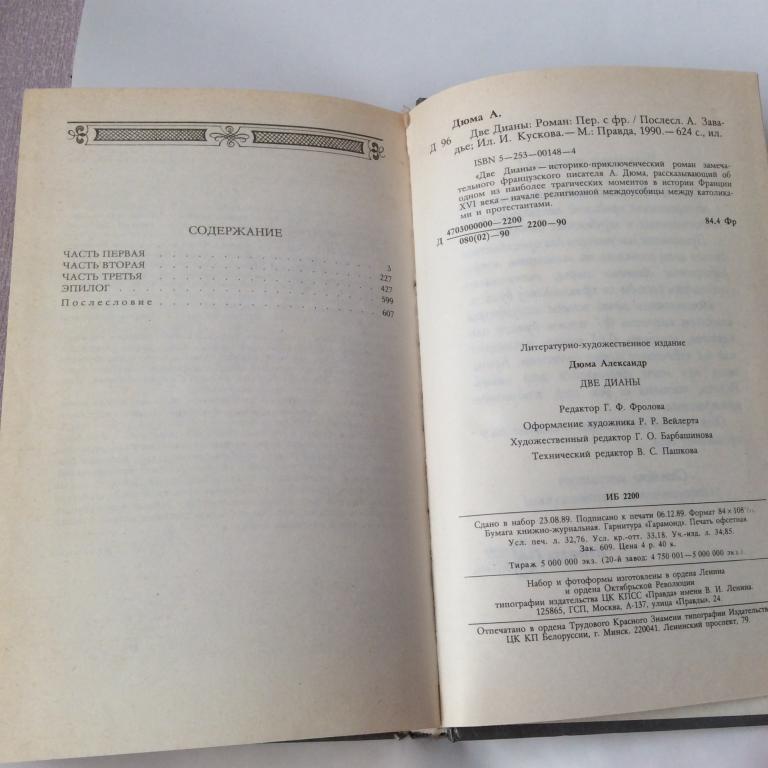 СОДЕРЖАНИЕ
ЧАСТЬ ПЕРВАЯ . . . . . . . . . . . . . . . . 3
ЧАСТЬ ВТОРАЯ . . . . . . . . . . . . . . . . 227
ЧАСТЬ ТРЕТЬЯ . . . . . . . . . . . . . . . . 427
ЭПИЛОГ . . . . . . . . . . . . . . . . 599
Послесловие . . . . . . . . . . . . . . . . 607
Дюма А.
Д 96 Две Дианы: Роман: Пер. с фр. / Послесл. А. Зава-
дье; Ил. И. Кускова.— М.: Правда, 1990.— 624 с., ил.
ISBN 5—253—00148—4
«Две Дианы» — историко-приключенческий роман замеча-
тельного французского писателя А. Дюма, рассказывающий об
одном из наиболее трагических моментов в истории Франции
XVI века — начале религиозной междоусобицы между католика-
ми и протестантами.
Д 4703000000—2200
080(02)—90
2200—90
84.4 Фр
Литературно-художественное издание
Дюма Александр
ДВЕ ДИАНЫ
Редактор Г. Ф. Фролова
Оформление художника Р. Р. Вейлерта
Художественный редактор Г. О. Барбашинова
Технический редактор В. С. Пашкова
ИБ 2200
Сдано в набор 23.08.89. Подписано к печати 06.12.89. Формат 84 × 108
Бумага книжно-журнальная. Гарнитура «Гарамонд». Печать офсетная.
Усл. печ. л. 32,76. Усл. кр.-отт. 33,18. Уч.-изд. л. 34,85.
Зак. 609. Цена 4 р. 40 к.
Тираж 5 000 000 экз. (20-й завод: 4 750 001—5 000 000 экз.)
Набор и фотоформы изготовлены в ордена Ленина
и ордена Октябрьской Революции
типографии издательства ЦК КПСС «Правда» имени В. И. Ленина.
125865, ГСП, Москва, А-137, улица «Правды», 24.
Отпечатано в ордена Трудового Красного Знамени типографии Издательств
ЦК КП Белоруссии, г. Минск. 220041. Ленинский проспект, 79.